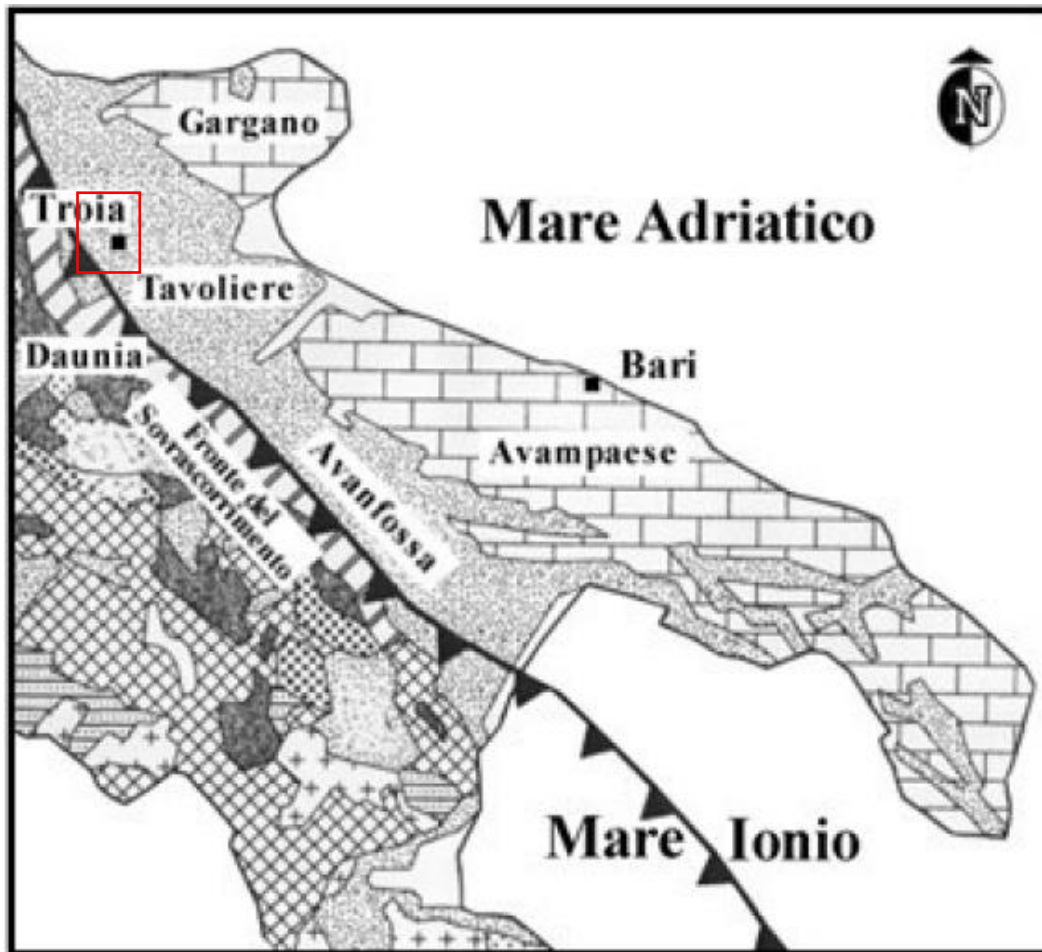 N
Gargano
Troia
Mare Adriatico
Tavoliere
Daunia
Bari
Fronte del
Sovrascorrimento
Avanfossa
Avampaese
Mare Ionio